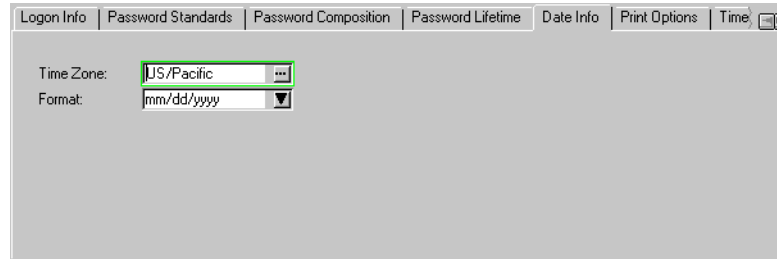 Logon Info Password Standards Password Composition Password Lifetime Date Info Print Options Time
Time Zone: US/Pacific
Format: mm/dd/yyyy